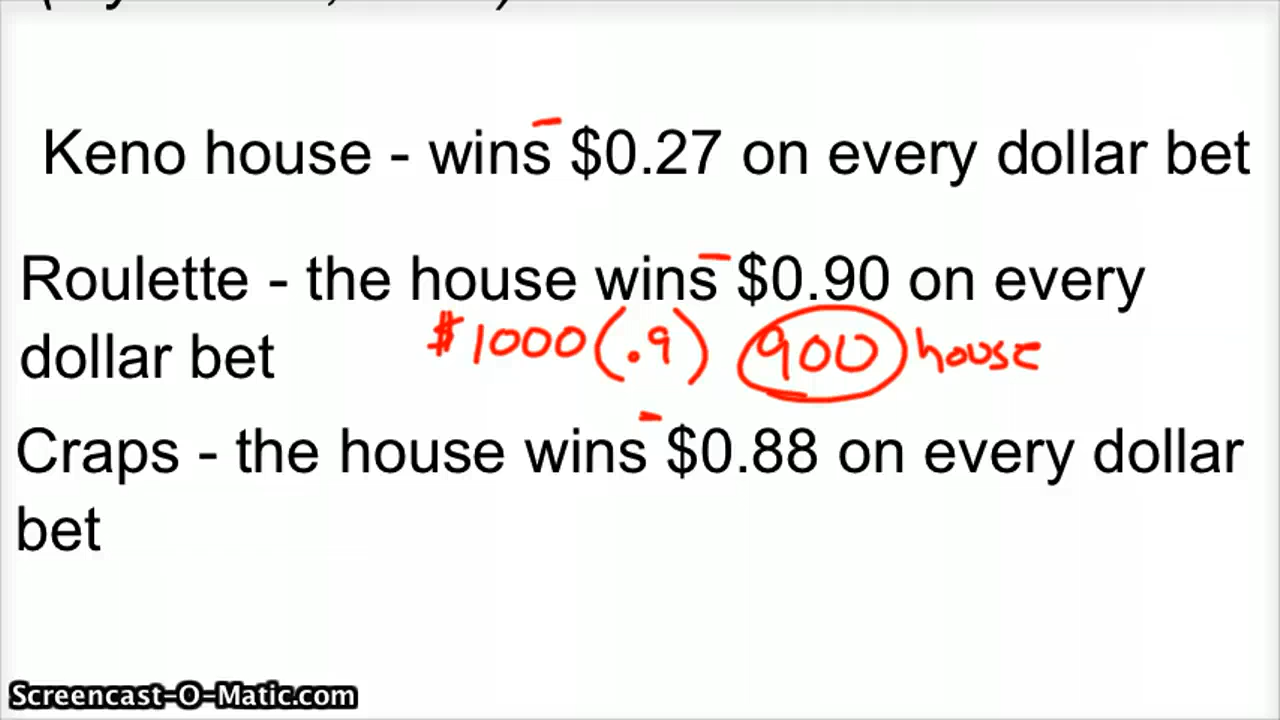 Keno house - wins $0.27 on every dollar bet
Roulette - the house wins $0.90 on every
dollar bet $1000(.9) 900 house
Craps - the house wins $0.88 on every dollar
bet
Screencast-O-Matic.com